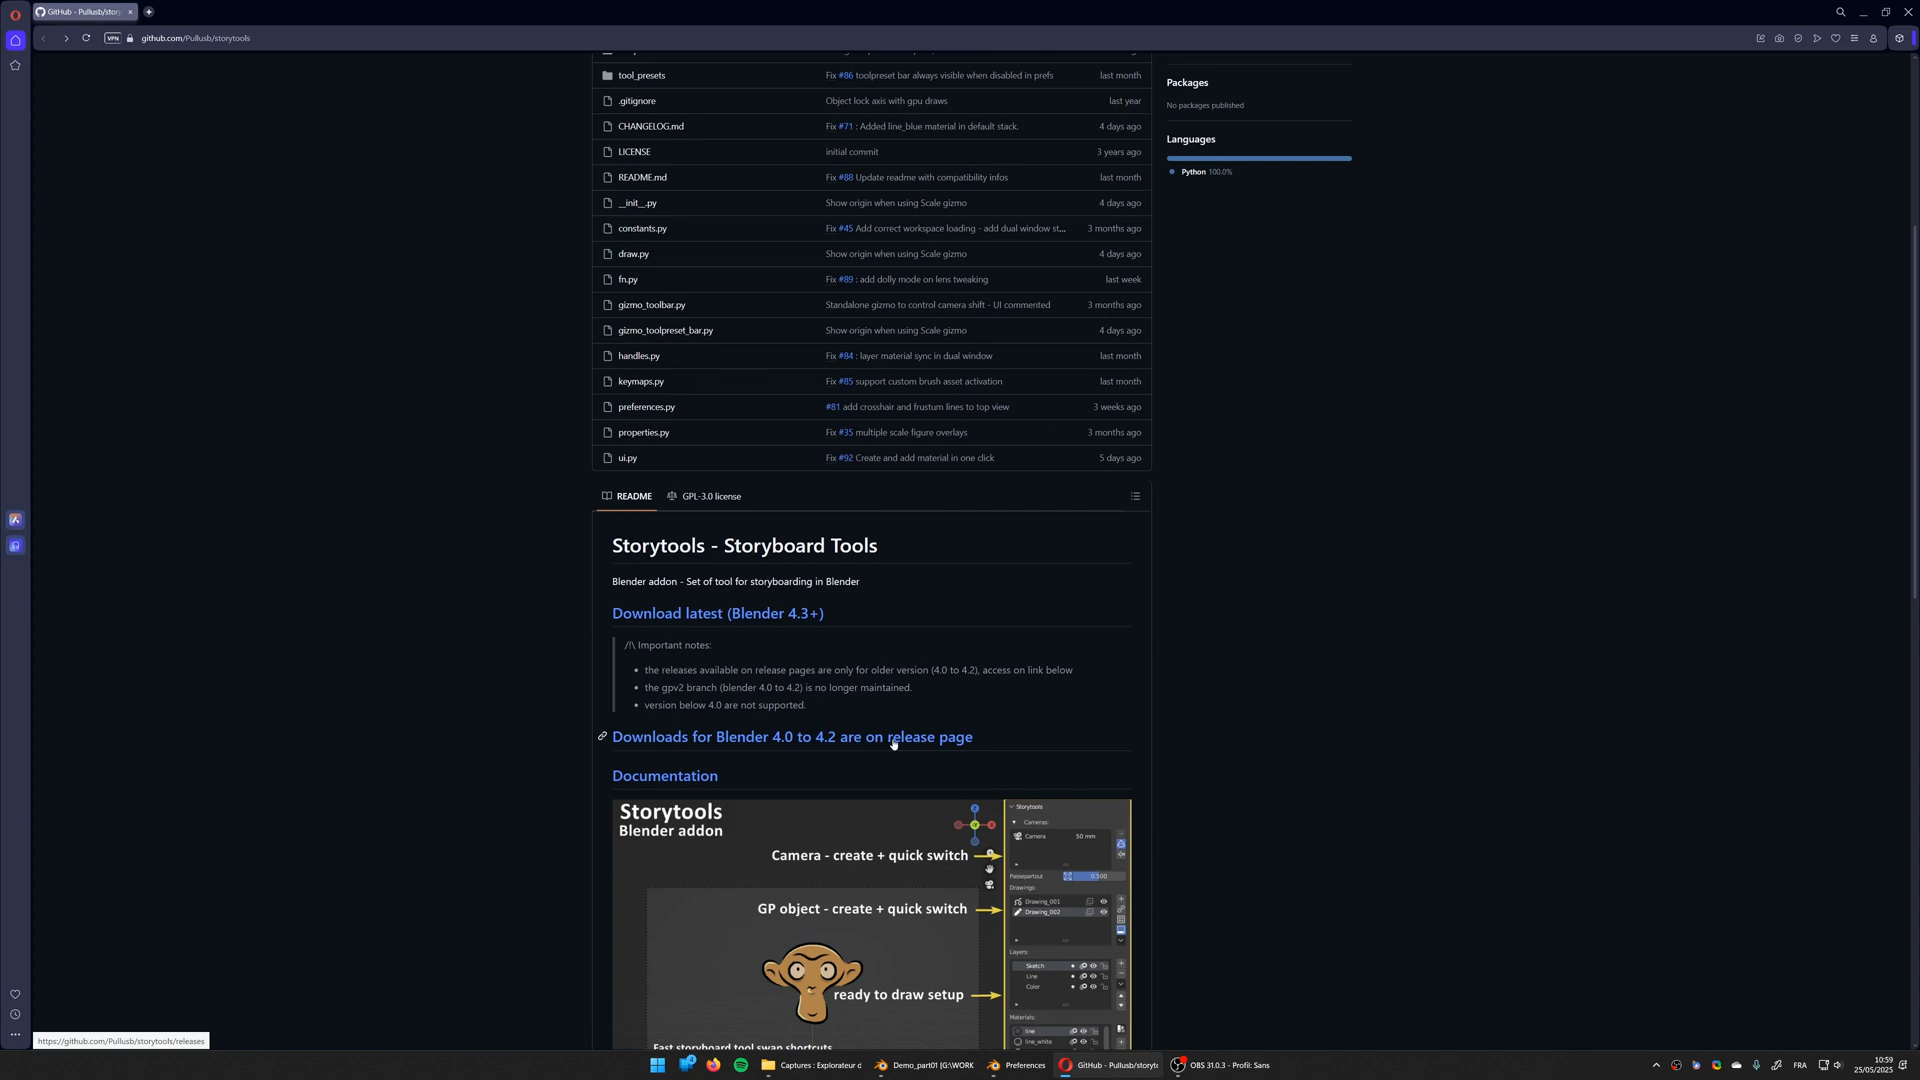 GitHub - Pullusb/story
github.com/Pullusb/storytools
VPN
tool_presets Fix #86 toolpreset bar always visible when disabled in prefs last month
.gitignore Object lock axis with gpu draws last year
CHANGELOG.md Fix #71 : Added line_blue material in default stack. 4 days ago
LICENSE initial commit 3 years ago
README.md Fix #88 Update readme with compatibility infos last month
__init__.py Show origin when using Scale gizmo 4 days ago
constants.py Fix #45 Add correct workspace loading - add dual window st... 3 months ago
draw.py Show origin when using Scale gizmo 4 days ago
fn.py Fix #89 : add dolly mode on lens tweaking last week
gizmo_toolbar.py Standalone gizmo to control camera shift - UI commented 3 months ago
gizmo_toolpreset_bar.py Show origin when using Scale gizmo 4 days ago
handles.py Fix #84 : layer material sync in dual window last month
keymaps.py Fix #85 support custom brush asset activation last month
preferences.py #81 add crosshair and frustum lines to top view 3 weeks ago
properties.py Fix #35 multiple scale figure overlays 3 months ago
ui.py Fix #92 Create and add material in one click 5 days ago
Packages
No packages published
Languages
Python 100.0%
README GPL-3.0 license
Storytools - Storyboard Tools
Blender addon - Set of tool for storyboarding in Blender
Download latest (Blender 4.3+)
/!\ Important notes:
• the releases available on release pages are only for older version (4.0 to 4.2), access on link below
• the gpv2 branch (blender 4.0 to 4.2) is no longer maintained.
• version below 4.0 are not supported.
Downloads for Blender 4.0 to 4.2 are on release page
Documentation
Storytools
Blender addon
Camera - create + quick switch
GP object - create + quick switch
ready to draw setup
Fast storyboard tool swap shortcuts
Storytools
Cameras:
Camera 50 mm
Passepartout 0.500
Drawings:
Drawing_001
Drawing_002
Layers:
Sketch
Line
Color
Materials:
line
line_white
https://github.com/Pullusb/storytools/releases
Captures : Explorateur d
Demo_part01 [G:\WORK
Preferences
GitHub - Pullusb/storyto
OBS 31.0.3 - Profil: Sans
FRA
10:59
25/05/2025